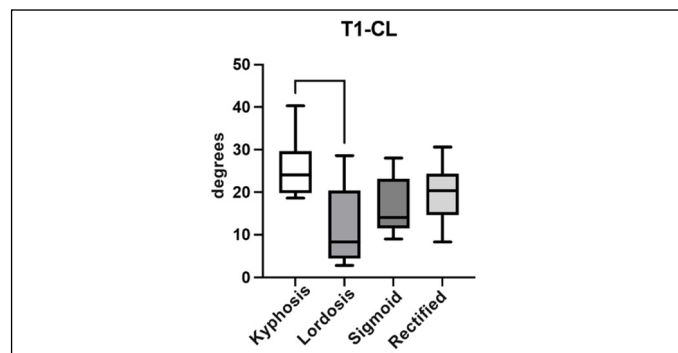 T1-CL
50
40
30
20
10
0
degrees
Kyphosis
Lordosis
Sigmoid
Rectified